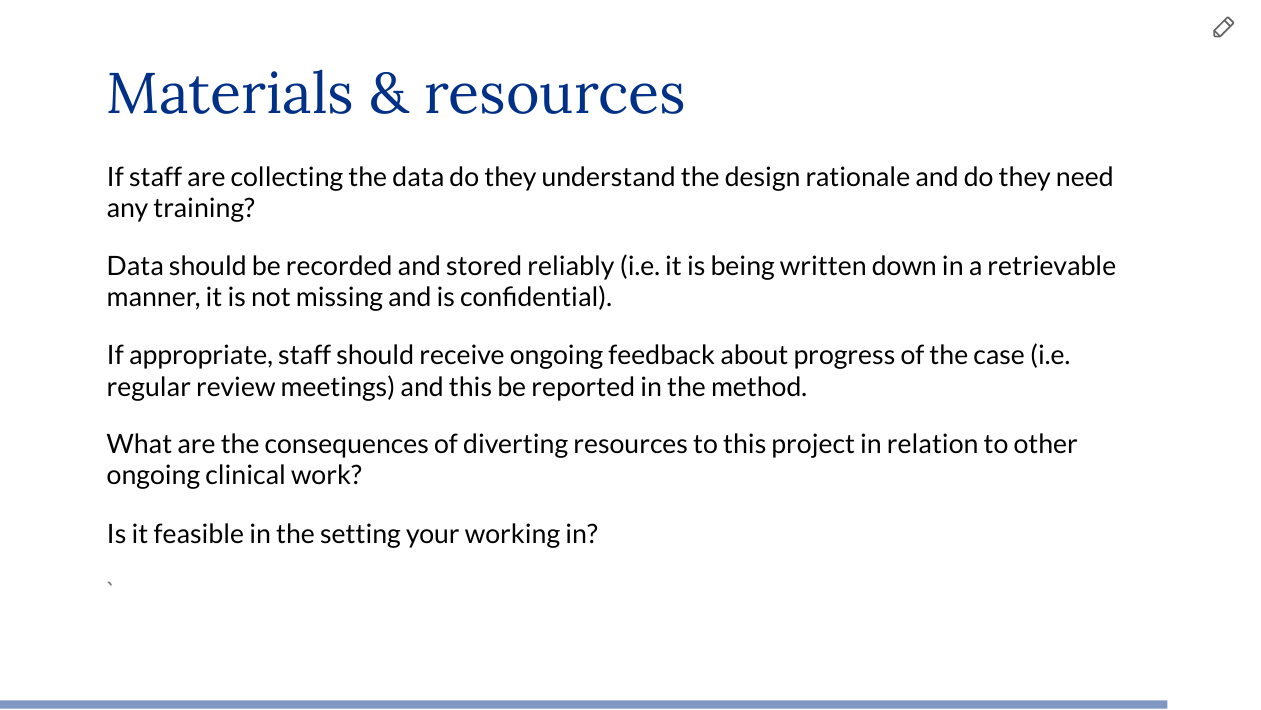 Materials & resources
If staff are collecting the data do they understand the design rationale and do they need
any training?
Data should be recorded and stored reliably (i.e. it is being written down in a retrievable
manner, it is not missing and is confidential).
If appropriate, staff should receive ongoing feedback about progress of the case (i.e.
regular review meetings) and this be reported in the method.
What are the consequences of diverting resources to this project in relation to other
ongoing clinical work?
Is it feasible in the setting your working in?
`